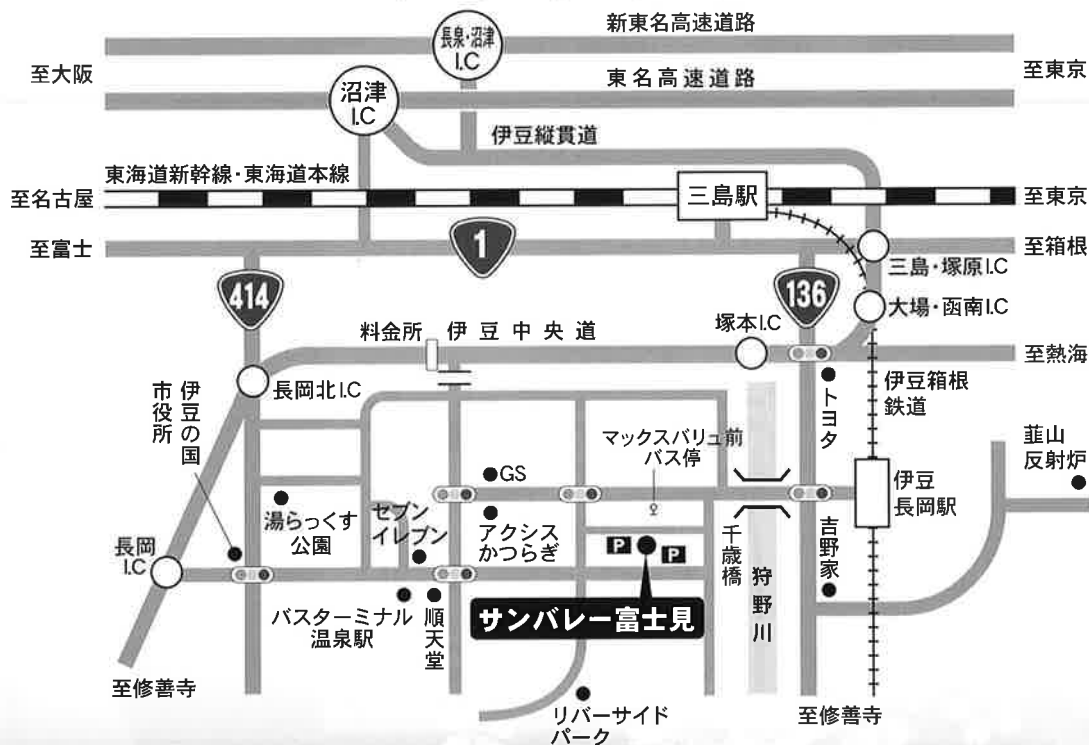 新東名高速道路
長泉・沼津
I.C
至大阪
至東京
沼津
I.C
東名高速道路
伊豆縦貫道
東海道新幹線・東海道本線
至名古屋
三島駅
至東京
至富士
1
至箱根
三島・塚原I.C
414
136
大場・函南I.C
料金所
伊豆中央道
塚本I.C
至熱海
長岡北I.C
伊豆の国
市役所
トヨタ
伊豆箱根
鉄道
マックスバリュ前
バス停
韮山
反射炉
GS
伊豆
長岡駅
湯らっくす
公園
セブン
イレブン
アクシス
かつらぎ
千歳橋
吉野家
長岡
I.C
P
P
狩野川
バスターミナル
温泉駅
順天堂
サンバレー富士見
至修善寺
リバーサイド
パーク
至修善寺